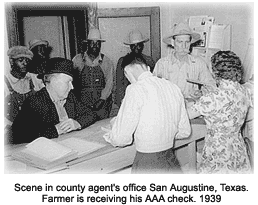 Scene in county agent's office San Augustine, Texas.
Farmer is receiving his AAA check. 1939